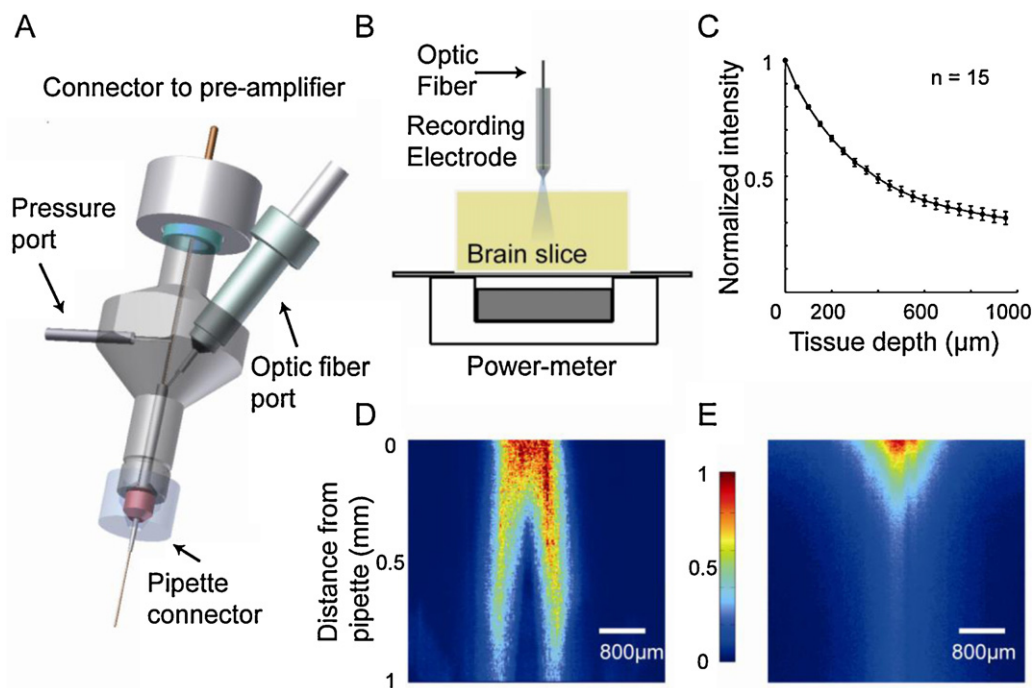 A
Connector to pre-amplifier
Pressure
port
Optic fiber
port
Pipette
connector
B
Optic
Fiber
Recording
Electrode
Brain slice
Power-meter
C
Normalized intensity
1
0.5
n = 15
0
200
600
1000
Tissue depth (µm)
D
Distance from
pipette (mm)
0
0.5
1
800µm
1
0.5
0
E
800µm